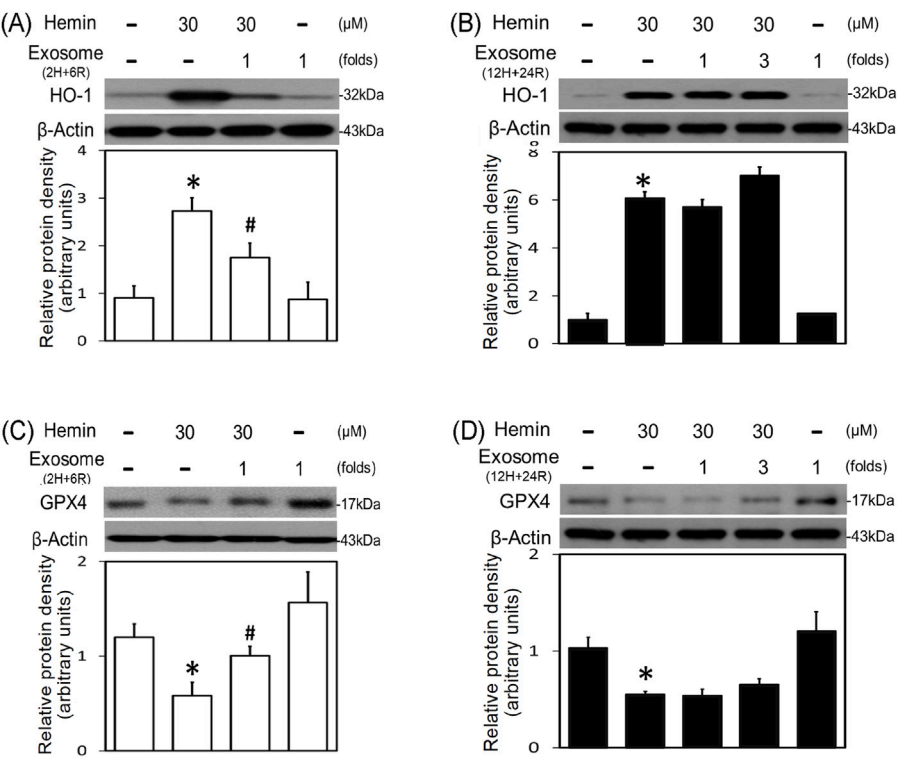 (A) Hemin - 30 30 - (μM)
Exosome - - 1 1 (folds)
(2H+6R)
HO-1 -32kDa
β-Actin -43kDa
Relative protein density
(arbitrary units)
4
3
2
1
0
*
#
(B) Hemin - 30 30 30 - (μM)
Exosome - - 1 3 1 (folds)
(12H+24R)
HO-1 -32kDa
β-Actin -43kDa
Relative protein density
(arbitrary units)
8
8
6
4
2
0
*
(C) Hemin - 30 30 - (μM)
Exosome - - 1 1 (folds)
(2H+6R)
GPX4 -17kDa
β-Actin -43kDa
Relative protein density
(arbitrary units)
2
1
0
*
#
(D) Hemin - 30 30 30 - (μM)
Exosome - - 1 3 1 (folds)
(12H+24R)
GPX4 -17kDa
β-Actin -43kDa
Relative protein density
(arbitrary units)
2
1
0
*